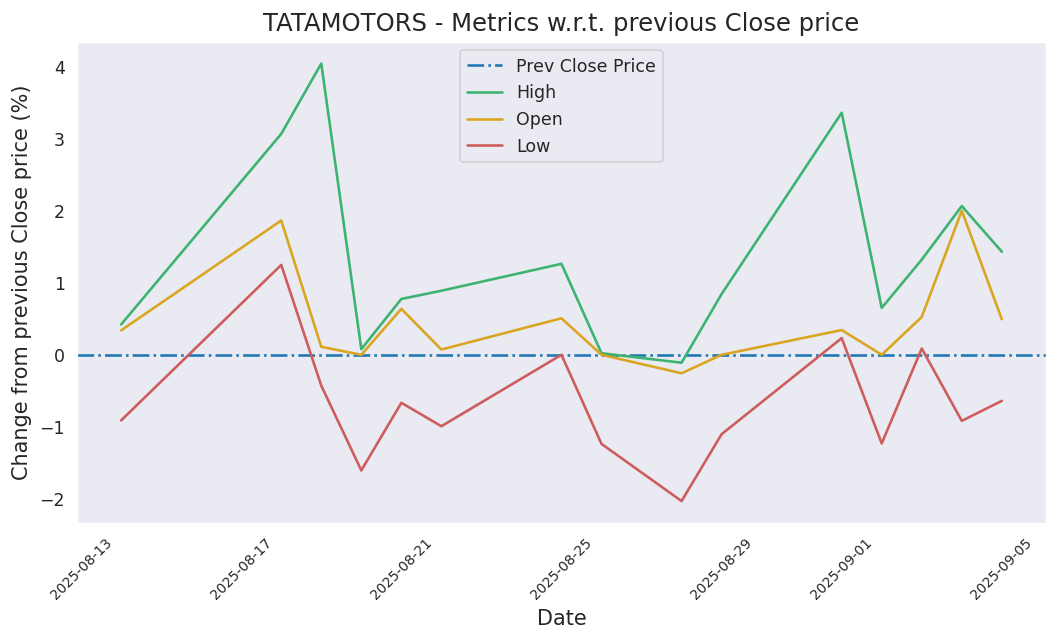 TATAMOTORS - Metrics w.r.t. previous Close price
Prev Close Price
High
Open
Low
Change from previous Close price (%)
4
3
2
1
0
−1
−2
2025-08-13
2025-08-17
2025-08-21
2025-08-25
2025-08-29
2025-09-01
2025-09-05
Date